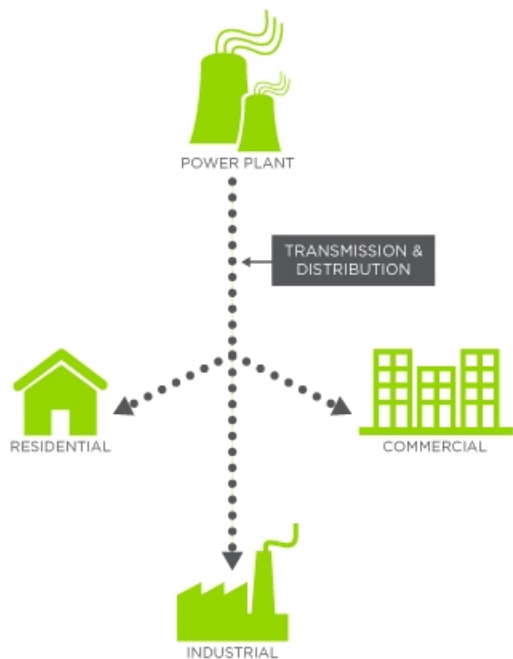 POWER PLANT
TRANSMISSION &
DISTRIBUTION
RESIDENTIAL
COMMERCIAL
INDUSTRIAL